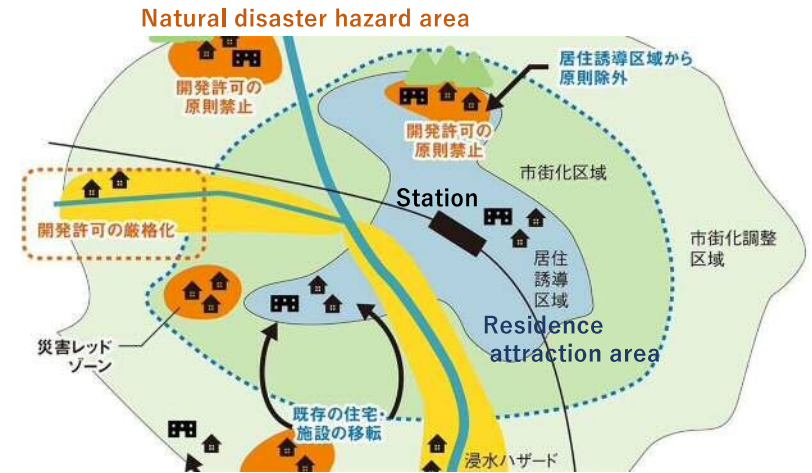 Natural disaster hazard area
居住誘導区域から
原則除外
開発許可の
原則禁止
開発許可の
原則禁止
市街化区域
Station
開発許可の厳格化
市街化調整
区域
居住
誘導
区域
Residence
attraction area
災害レッド
ゾーン
既存の住宅・
施設の移転
浸水ハザード